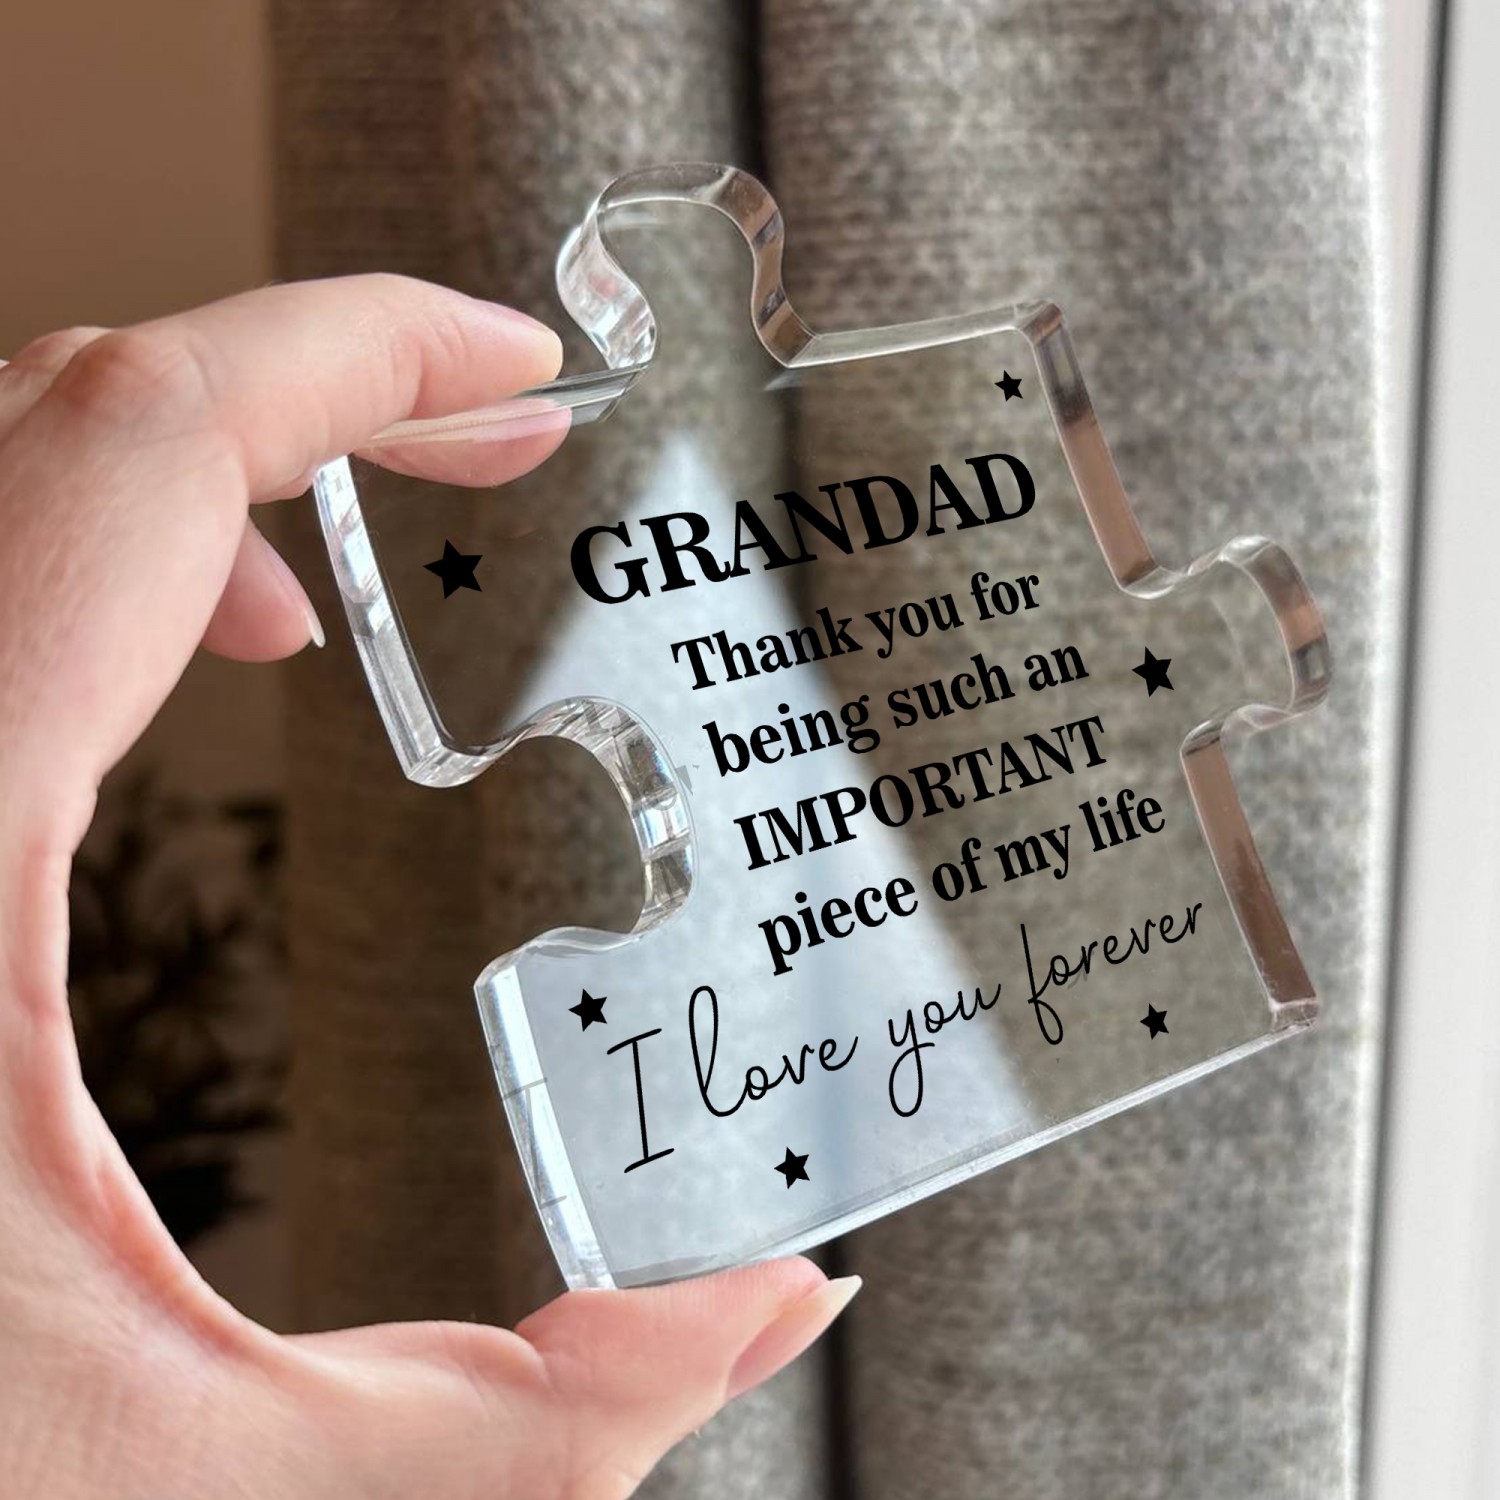 GRANDAD
Thank you for
being such an
IMPORTANT
piece of my life
I love you forever